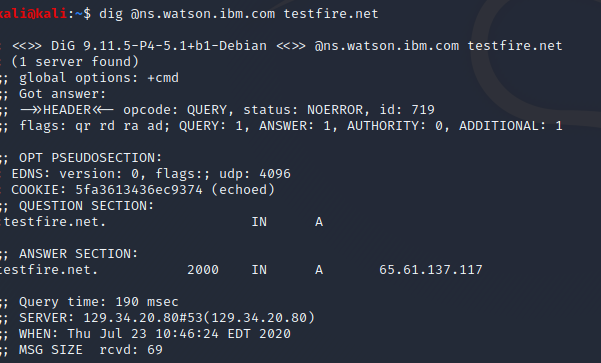 kali@kali:~$ dig @ns.watson.ibm.com testfire.net
; <<>> DiG 9.11.5-P4-5.1+b1-Debian <<>> @ns.watson.ibm.com testfire.net
; (1 server found)
;; global options: +cmd
;; Got answer:
;; ->>HEADER<<- opcode: QUERY, status: NOERROR, id: 719
;; flags: qr rd ra ad; QUERY: 1, ANSWER: 1, AUTHORITY: 0, ADDITIONAL: 1
;; OPT PSEUDOSECTION:
; EDNS: version: 0, flags:; udp: 4096
; COOKIE: 5fa3613436ec9374 (echoed)
;; QUESTION SECTION:
;testfire.net. IN A
;; ANSWER SECTION:
testfire.net. 2000 IN A 65.61.137.117
;; Query time: 190 msec
;; SERVER: 129.34.20.80#53(129.34.20.80)
;; WHEN: Thu Jul 23 10:46:24 EDT 2020
;; MSG SIZE rcvd: 69